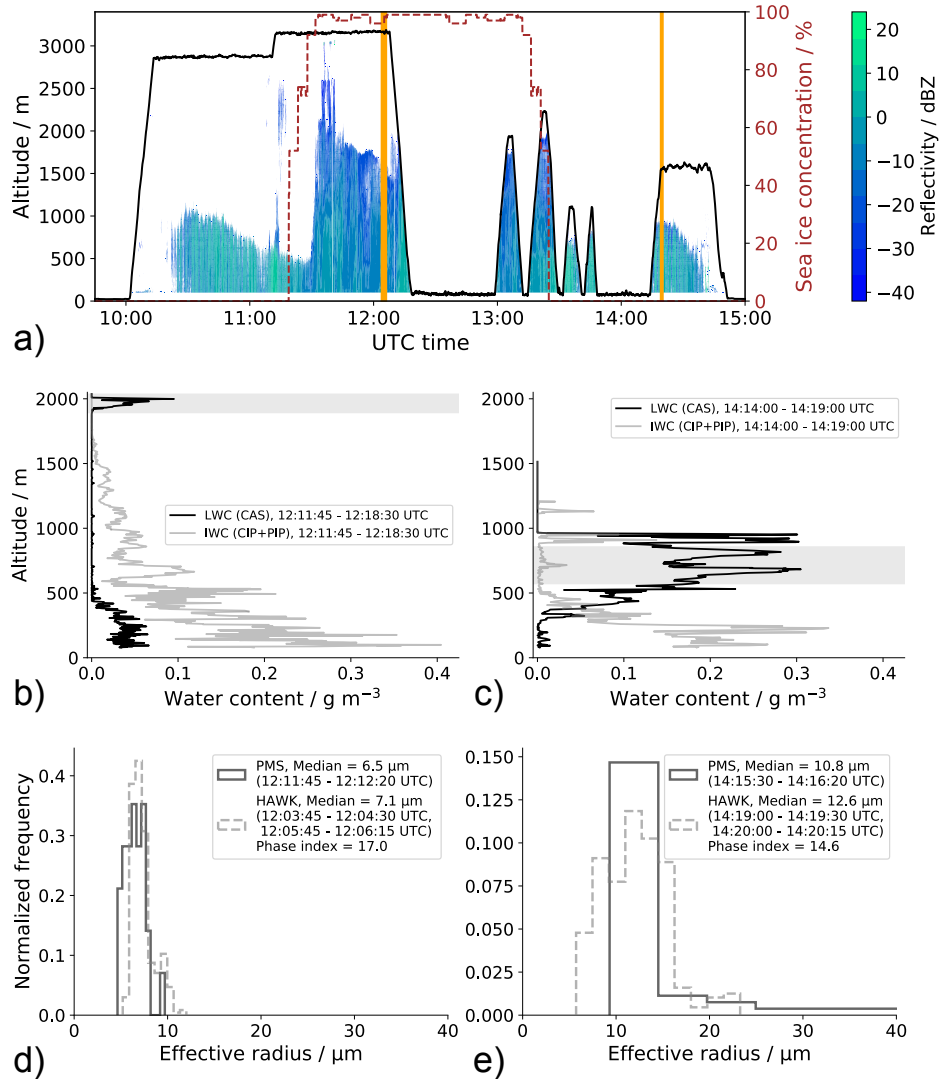 3000
2500
2000
1500
1000
500
0
Altitude / m
10:00 11:00 12:00 13:00 14:00 15:00
UTC time
100
80
60
40
20
0
Sea ice concentration / %
20
10
0
−10
−20
−30
−40
Reflectivity / dBZ
a)
2000
1500
1000
500
0
Altitude / m
LWC (CAS), 12:11:45 - 12:18:30 UTC
IWC (CIP+PIP), 12:11:45 - 12:18:30 UTC
0.0 0.1 0.2 0.3 0.4
Water content / g m⁻³
b)
2000
1500
1000
500
0
LWC (CAS), 14:14:00 - 14:19:00 UTC
IWC (CIP+PIP), 14:14:00 - 14:19:00 UTC
0.0 0.1 0.2 0.3 0.4
Water content / g m⁻³
c)
0.4
0.3
0.2
0.1
0.0
Normalized frequency
PMS, Median = 6.5 μm
(12:11:45 - 12:12:20 UTC)
HAWK, Median = 7.1 μm
(12:03:45 - 12:04:30 UTC,
12:05:45 - 12:06:15 UTC)
Phase index = 17.0
0 10 20 30 40
Effective radius / μm
d)
0.150
0.125
0.100
0.075
0.050
0.025
0.000
PMS, Median = 10.8 μm
(14:15:30 - 14:16:20 UTC)
HAWK, Median = 12.6 μm
(14:19:00 - 14:19:30 UTC,
14:20:00 - 14:20:15 UTC)
Phase index = 14.6
0 10 20 30 40
Effective radius / μm
e)